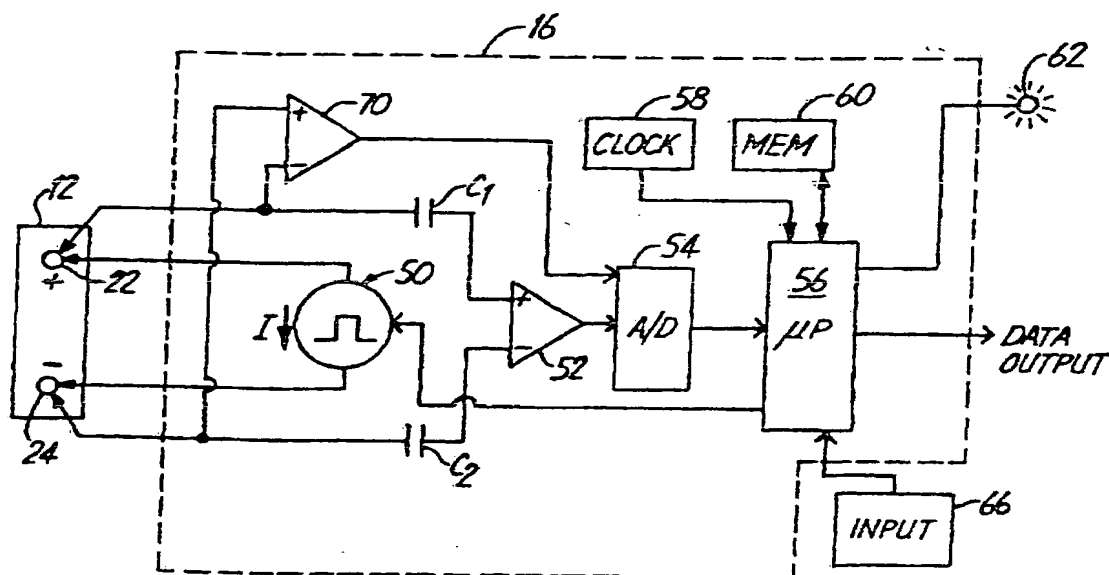 16
62
70
58
60
+
CLOCK
MEM
−
12
C1
54
50
56
+
22
+
I
A/D
μP
DATA
OUTPUT
−
−
52
24
C2
66
INPUT